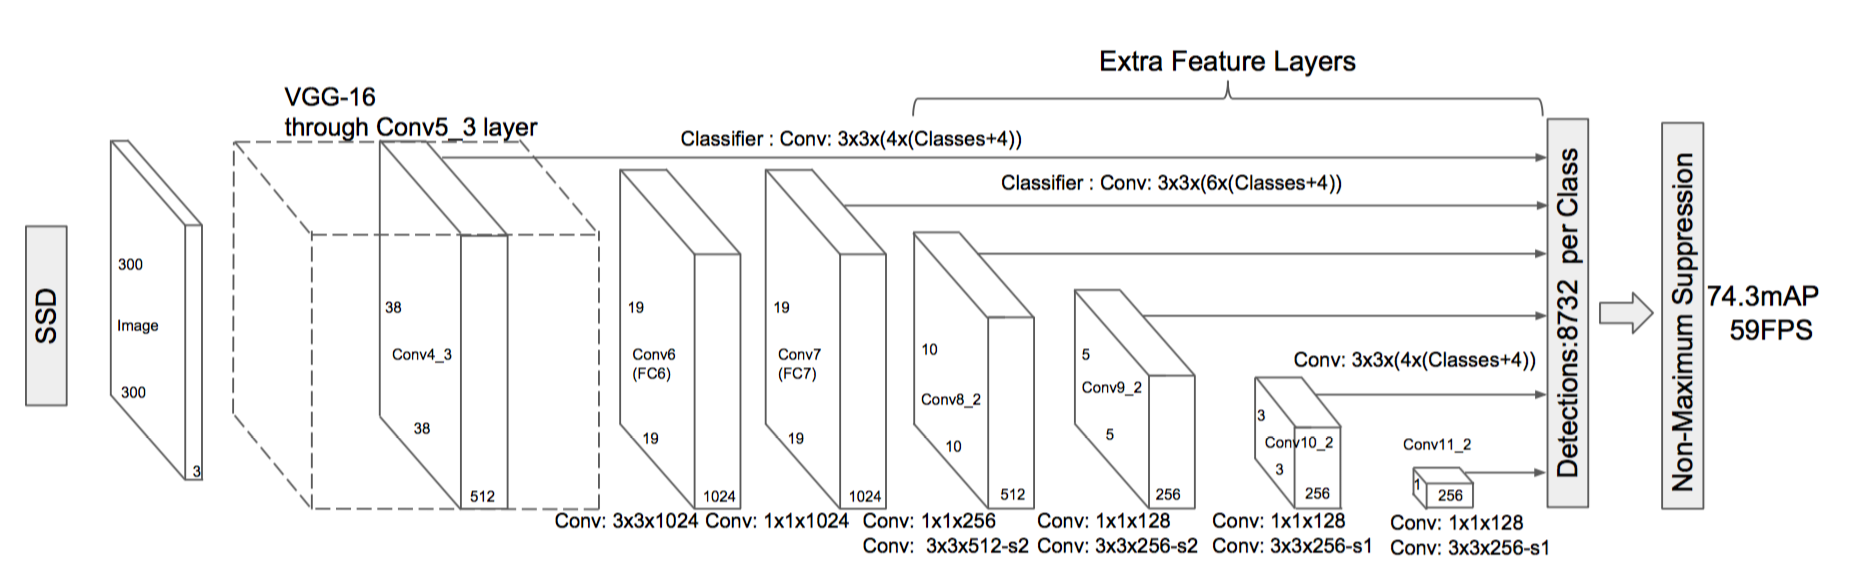 Extra Feature Layers
VGG-16
through Conv5_3 layer
Classifier : Conv: 3x3x(4x(Classes+4))
Classifier : Conv: 3x3x(6x(Classes+4))
SSD
300
Image
300
3
38
Conv4_3
38
512
19
Conv6
(FC6)
19
1024
19
Conv7
(FC7)
19
1024
10
Conv8_2
10
512
5
Conv9_2
5
256
Conv: 3x3x(4x(Classes+4))
3
Conv10_2
3
256
Conv11_2
1
256
Detections:8732 per Class
Non-Maximum Suppression
74.3mAP
59FPS
Conv: 3x3x1024
Conv: 1x1x1024
Conv: 1x1x256
Conv: 3x3x512-s2
Conv: 1x1x128
Conv: 3x3x256-s2
Conv: 1x1x128
Conv: 3x3x256-s1
Conv: 1x1x128
Conv: 3x3x256-s1